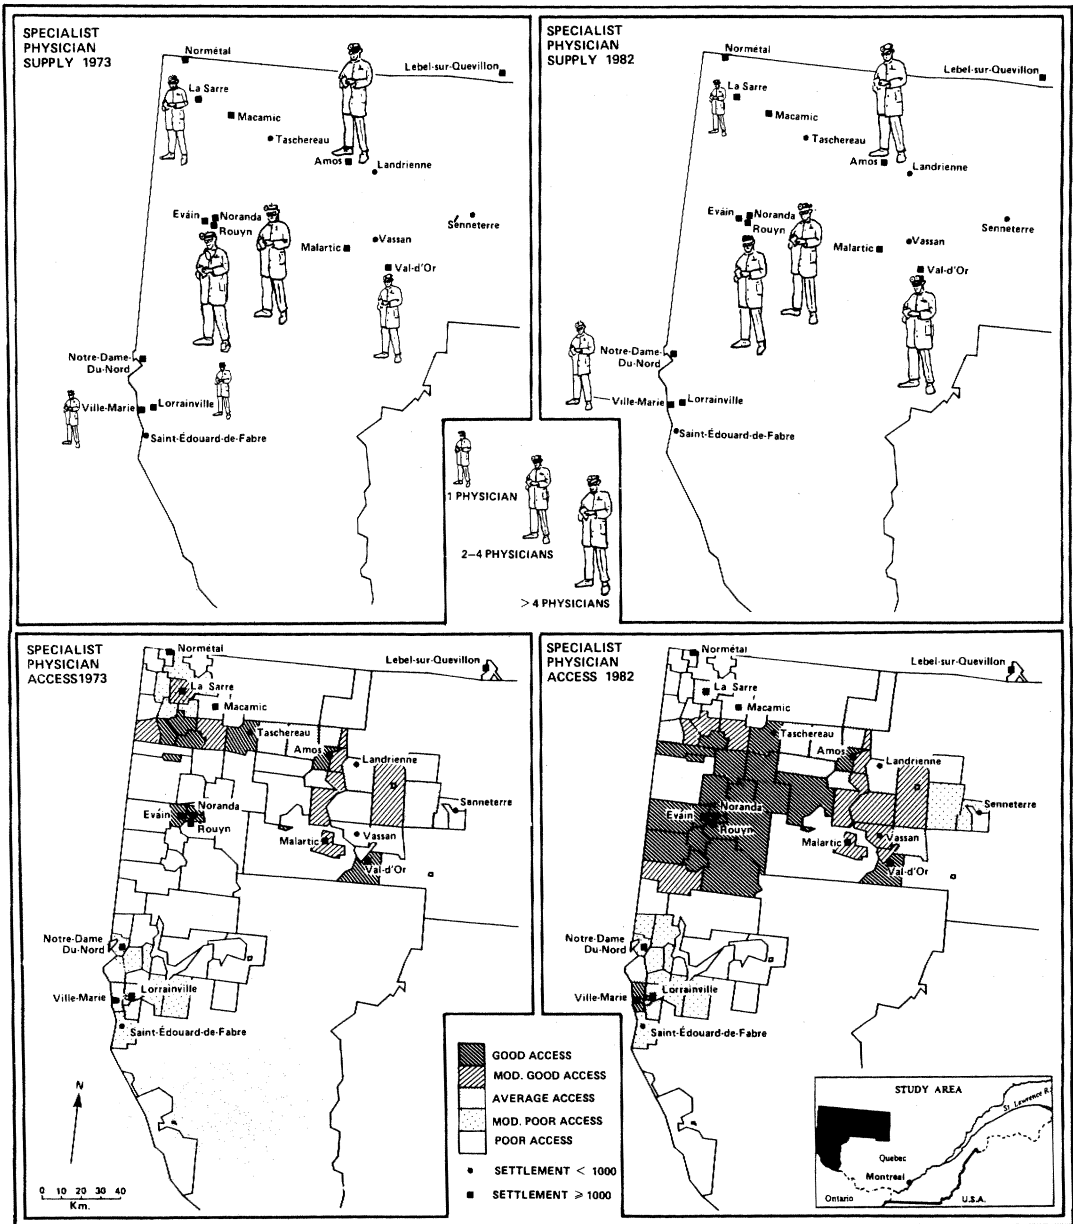 SPECIALIST
PHYSICIAN
SUPPLY 1973
Normétal
Lebel-sur-Quevillon
La Sarre
Macamic
Taschereau
Amos
Landrienne
Eváin
Noranda
Rouyn
Senneterre
Malartic
Vassan
Val-d'Or
Notre-Dame-
Du-Nord
Ville-Marie
Lorrainville
Saint-Édouard-de-Fabre
SPECIALIST
PHYSICIAN
SUPPLY 1982
Normétal
Lebel-sur-Quevillon
La Sarre
Macamic
Taschereau
Amos
Landrienne
Eváin
Noranda
Rouyn
Senneterre
Malartic
Vassan
Val-d'Or
Notre-Dame-
Du-Nord
Ville-Marie
Lorrainville
Saint-Édouard-de-Fabre
1 PHYSICIAN
2–4 PHYSICIANS
> 4 PHYSICIANS
SPECIALIST
PHYSICIAN
ACCESS1973
Normétal
Lebel-sur-Quevillon
La Sarre
Macamic
Taschereau
Amos
Landrienne
Noranda
Eváin
Rouyn
Senneterre
Malartic
Vassan
Val-d'Or
Notre-Dame
Du-Nord
Lorrainville
Ville-Marie
Saint-Édouard-de-Fabre
N
0 10 20 30 40
Km.
SPECIALIST
PHYSICIAN
ACCESS 1982
Normétal
Lebel-sur-Quevillon
La Sarre
Macamic
Taschereau
Amos
Landrienne
Noranda
Eváin
Rouyn
Senneterre
Malartic
Vassan
Val-d'Or
Notre-Dame
Du-Nord
Lorrainville
Ville-Marie
Saint-Édouard-de-Fabre
GOOD ACCESS
MOD. GOOD ACCESS
AVERAGE ACCESS
MOD. POOR ACCESS
POOR ACCESS
SETTLEMENT < 1000
SETTLEMENT ⩾ 1000
STUDY AREA
St. Lawrence R.
Quebec
Montreal
Ontario
U.S.A.